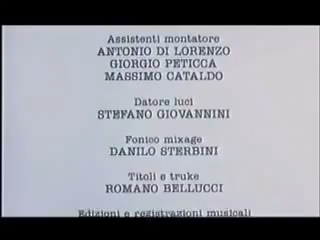 Assistenti montatore
ANTONIO DI LORENZO
GIORGIO PETICCA
MASSIMO CATALDO
Datore luci
STEFANO GIOVANNINI
Fonico mixage
DANILO STERBINI
Titoli e truke
ROMANO BELLUCCI
Edizioni e registrazioni musicali